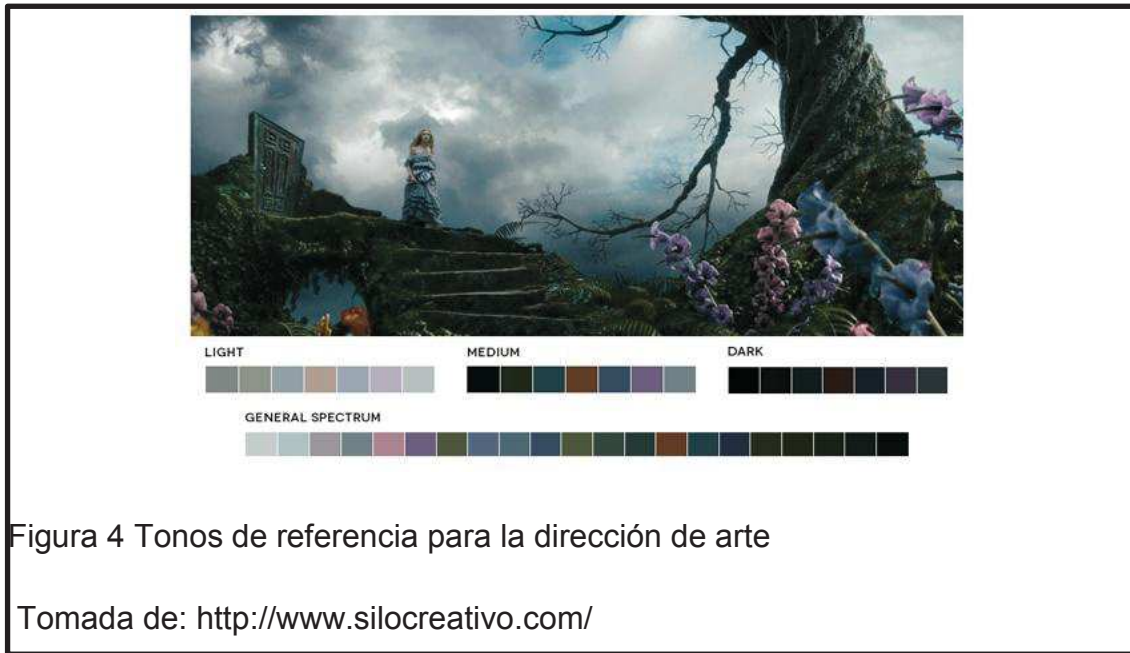 LIGHT
MEDIUM
DARK
GENERAL SPECTRUM
Figura 4 Tonos de referencia para la dirección de arte
Tomada de: http://www.silocreativo.com/